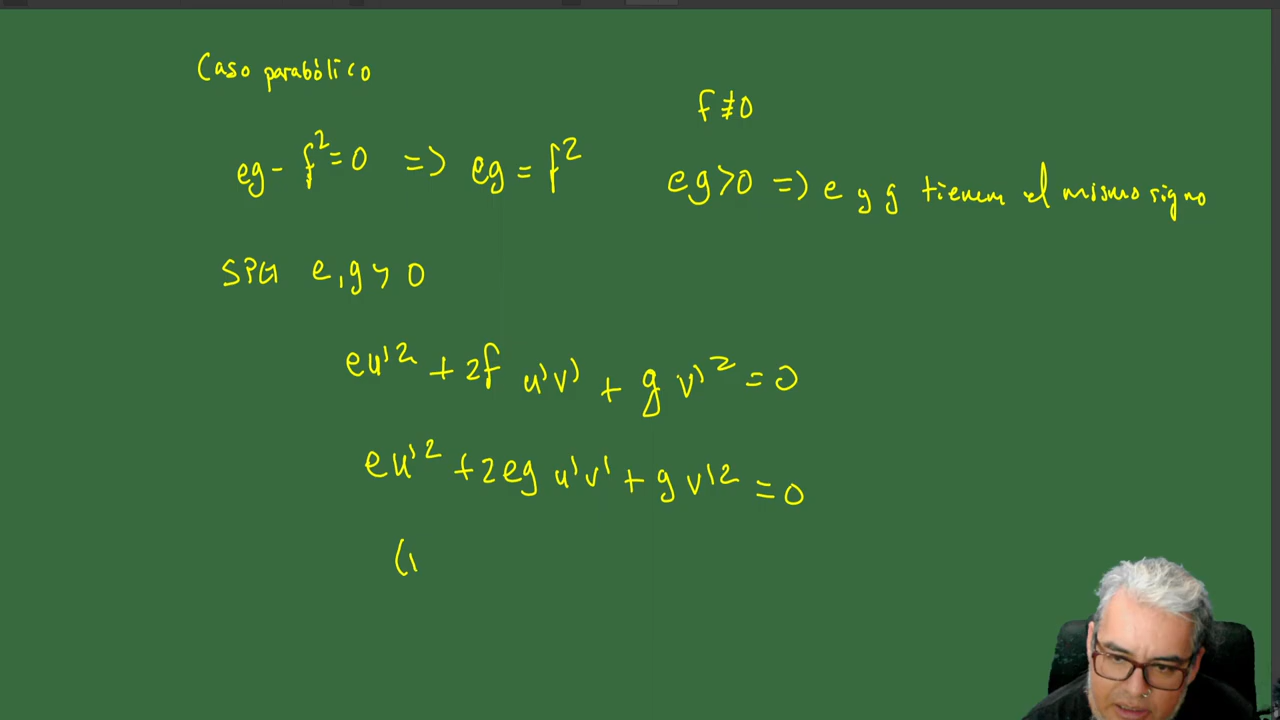 Caso parabólico
f ≠ 0
eg - f² = 0 => eg = f²
eg > 0 => e y g tienen el mismo signo
SPG e, g > 0
eu'² + 2f u'v' + g v'² = 0
eu'² + 2eg u'v' + g v'² = 0
(